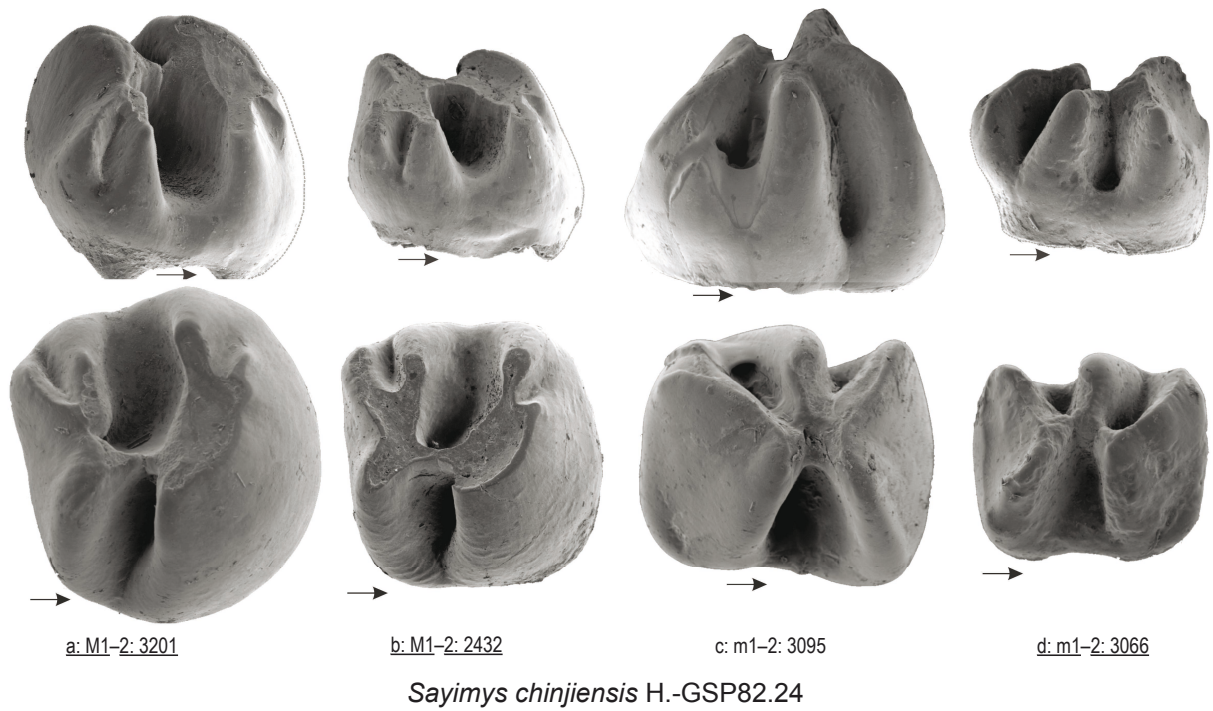 a: M1–2: 3201
b: M1–2: 2432
c: m1–2: 3095
d: m1–2: 3066
Sayimys chinjiensis H.-GSP82.24